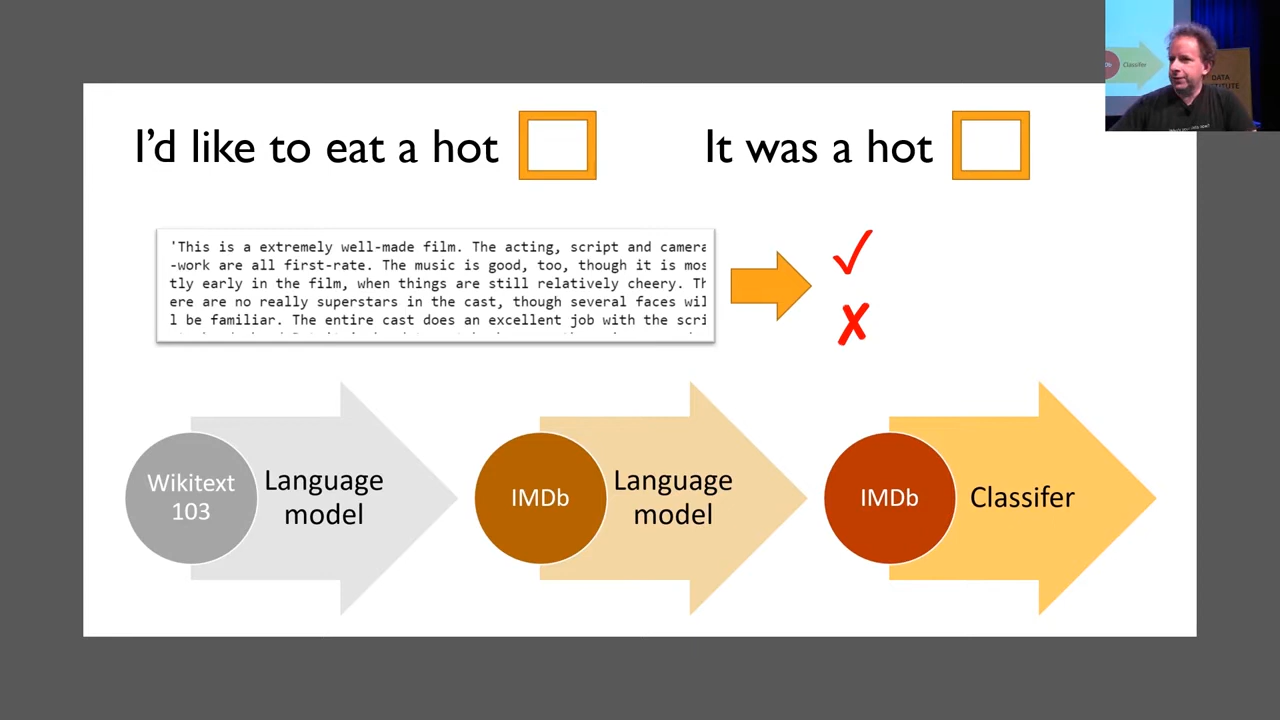 I'd like to eat a hot
It was a hot
'This is a extremely well-made film. The acting, script and camera
-work are all first-rate. The music is good, too, though it is mos
tly early in the film, when things are still relatively cheery. Th
ere are no really superstars in the cast, though several faces wil
l be familiar. The entire cast does an excellent job with the scri
Wikitext
103
Language
model
IMDb
Language
model
IMDb
Classifer
Classifer
DATA